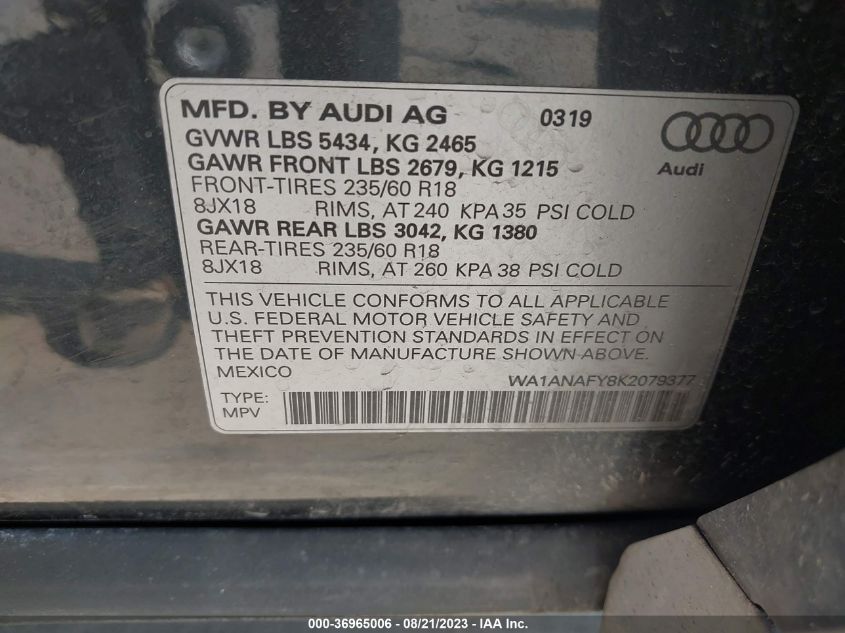 MFD. BY AUDI AG 0319
GVWR LBS 5434, KG 2465
GAWR FRONT LBS 2679, KG 1215
Audi
FRONT-TIRES 235/60 R18
8JX18 RIMS, AT 240 KPA 35 PSI COLD
GAWR REAR LBS 3042, KG 1380
REAR-TIRES 235/60 R18
8JX18 RIMS, AT 260 KPA 38 PSI COLD
THIS VEHICLE CONFORMS TO ALL APPLICABLE
U.S. FEDERAL MOTOR VEHICLE SAFETY AND
THEFT PREVENTION STANDARDS IN EFFECT ON
THE DATE OF MANUFACTURE SHOWN ABOVE.
MEXICO WA1ANAFY8K2079377
TYPE:
MPV
000-36965006 - 08/21/2023 - IAA Inc.